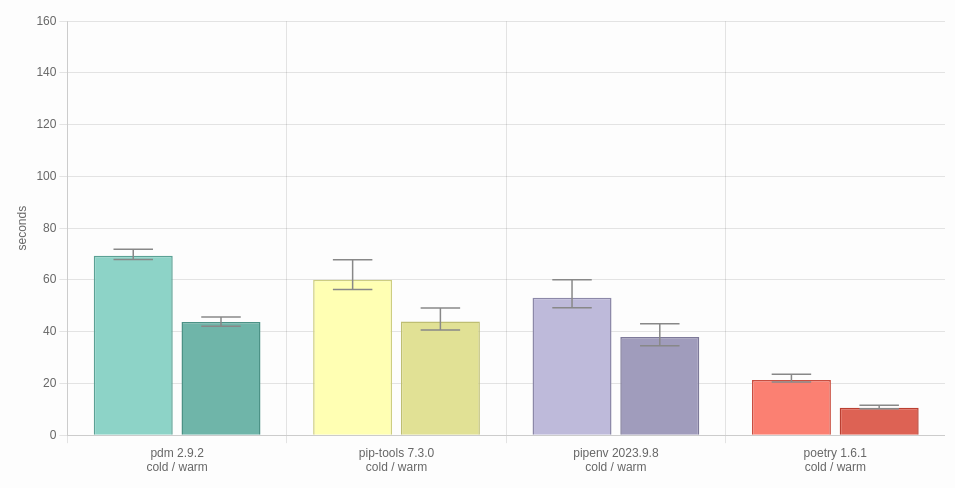 160
140
120
100
80
60
40
20
0
seconds
pdm 2.9.2
cold / warm
pip-tools 7.3.0
cold / warm
pipenv 2023.9.8
cold / warm
poetry 1.6.1
cold / warm